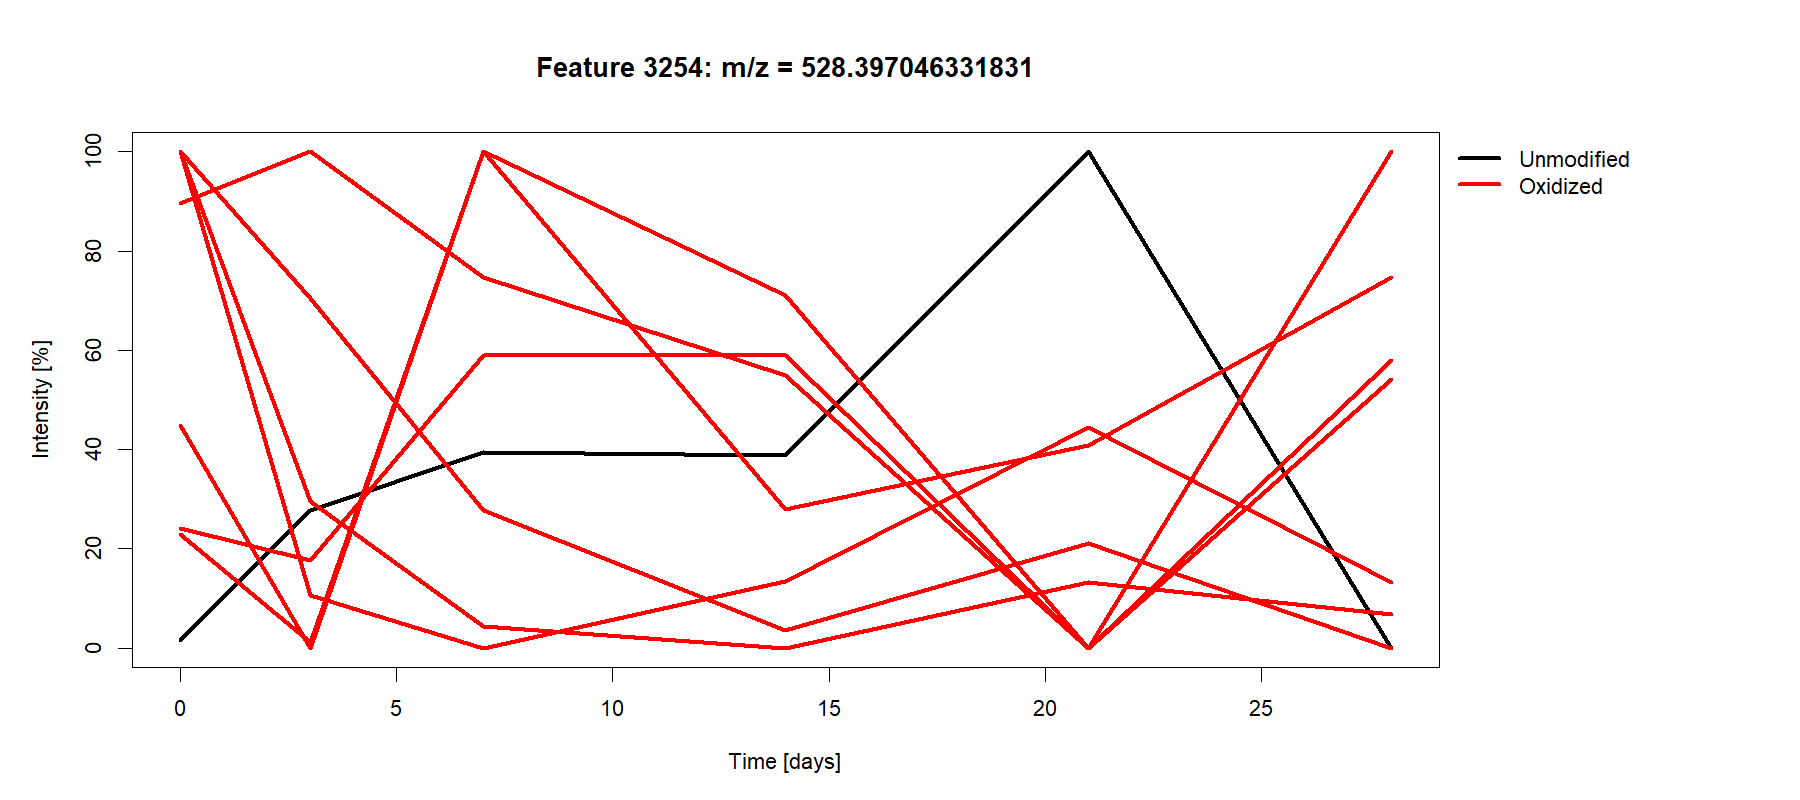 Feature 3254: m/z = 528.397046331831
Unmodified
Oxidized
Intensity [%]
100
80
60
40
20
0
0 5 10 15 20 25
Time [days]